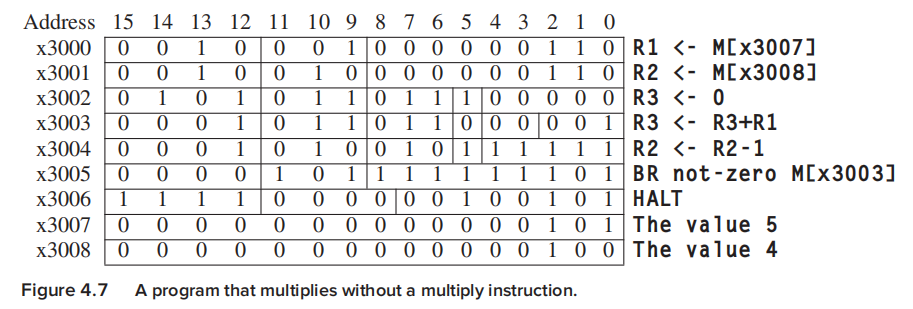 Address 15 14 13 12 11 10 9 8 7 6 5 4 3 2 1 0
x3000 0 0 1 0 0 0 1 0 0 0 0 0 0 1 1 0 R1 <- M[x3007]
x3001 0 0 1 0 0 1 0 0 0 0 0 0 0 1 1 0 R2 <- M[x3008]
x3002 0 1 0 1 0 1 1 0 1 1 1 0 0 0 0 0 R3 <- 0
x3003 0 0 0 1 0 1 1 0 1 1 0 0 0 0 0 1 R3 <- R3+R1
x3004 0 0 0 1 0 1 0 0 1 0 1 1 1 1 1 1 R2 <- R2-1
x3005 0 0 0 0 1 0 1 1 1 1 1 1 1 1 0 1 BR not-zero M[x3003]
x3006 1 1 1 1 0 0 0 0 0 0 1 0 0 1 0 1 HALT
x3007 0 0 0 0 0 0 0 0 0 0 0 0 0 1 0 1 The value 5
x3008 0 0 0 0 0 0 0 0 0 0 0 0 0 1 0 0 The value 4
Figure 4.7 A program that multiplies without a multiply instruction.